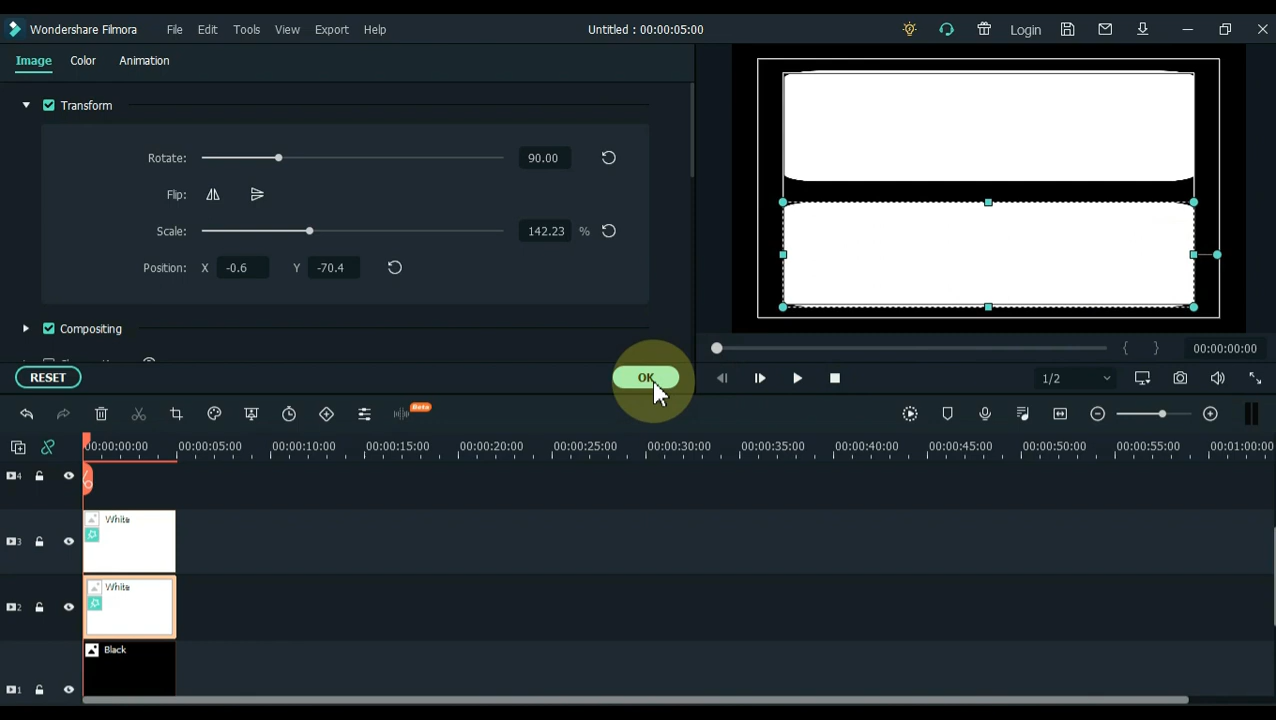 Wondershare Filmora File Edit Tools View Export Help Untitled : 00:00:05:00 Login
Image Color Animation
Transform
Rotate: 90.00
Flip:
Scale: 142.23 %
Position: X -0.6 Y -70.4
Compositing
RESET OK
00:00:00:00
1/2
Beta
00:00:00:00 00:00:05:00 00:00:10:00 00:00:15:00 00:00:20:00 00:00:25:00 00:00:30:00 00:00:35:00 00:00:40:00 00:00:45:00 00:00:50:00 00:00:55:00 00:01:00:00
4
White
3
White
2
Black
1